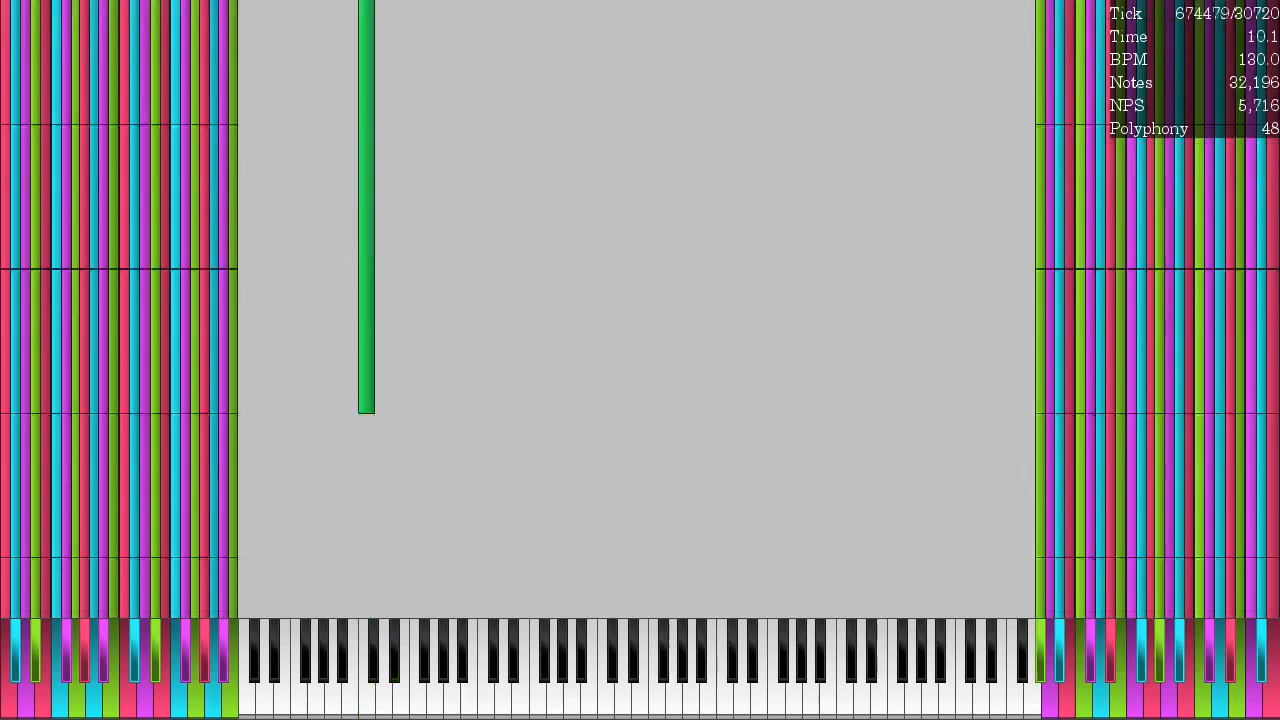 Tick 674479/30720
Time 10.1
BPM 130.0
Notes 32,196
NPS 5,716
Polyphony 48